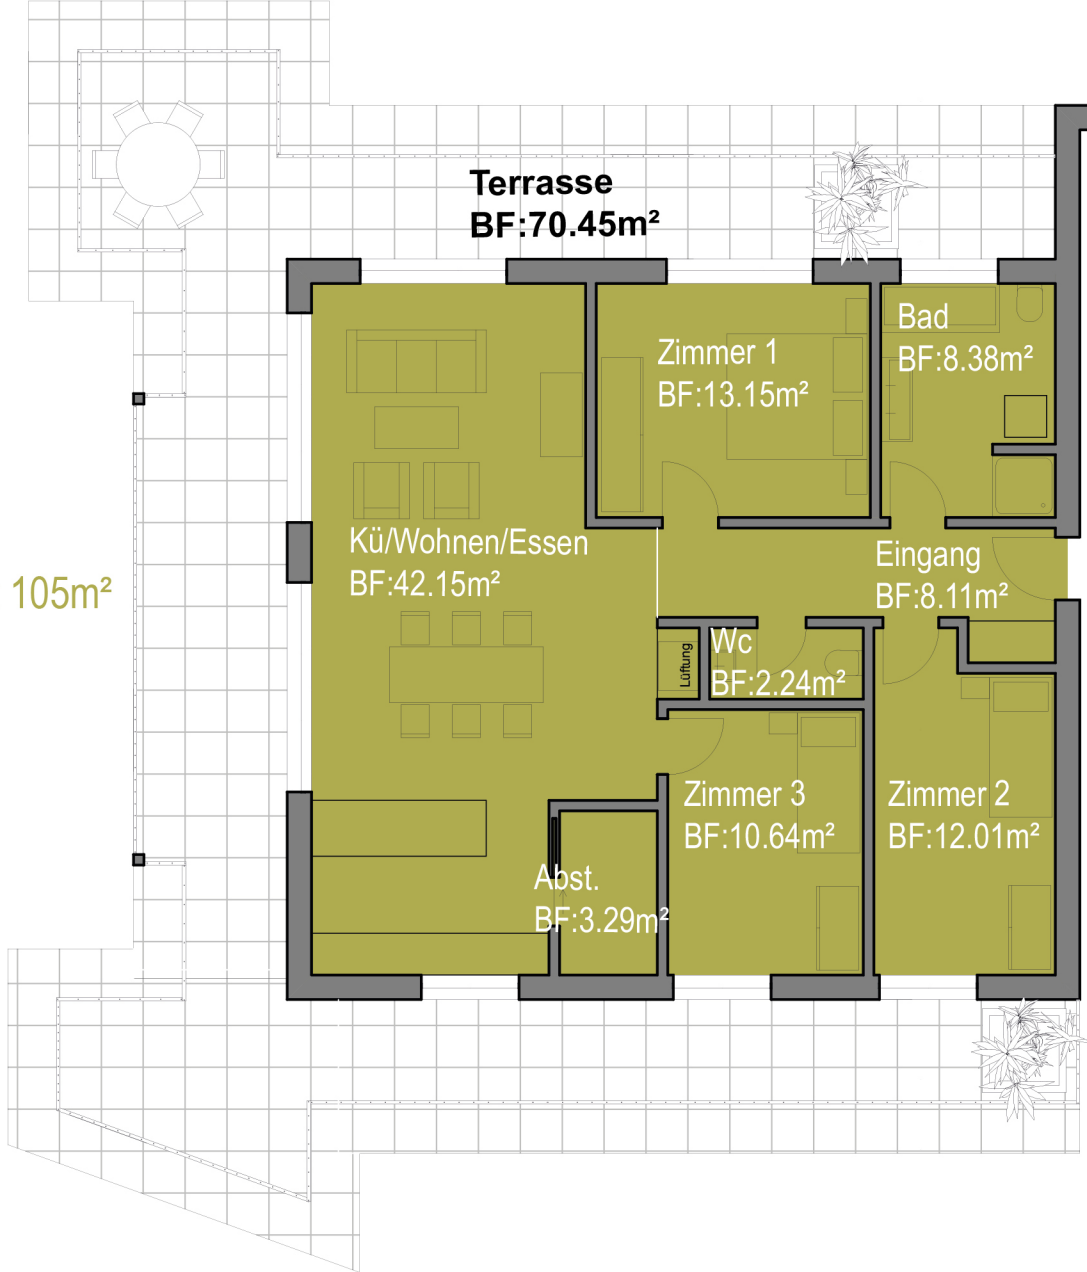 Terrasse
BF:70.45m²
Bad
BF:8.38m²
Zimmer 1
BF:13.15m²
Kü/Wohnen/Essen
BF:42.15m²
Eingang
BF:8.11m²
105m²
Wc
BF:2.24m²
Lüftung
Zimmer 3
BF:10.64m²
Zimmer 2
BF:12.01m²
Abst.
BF:3.29m²